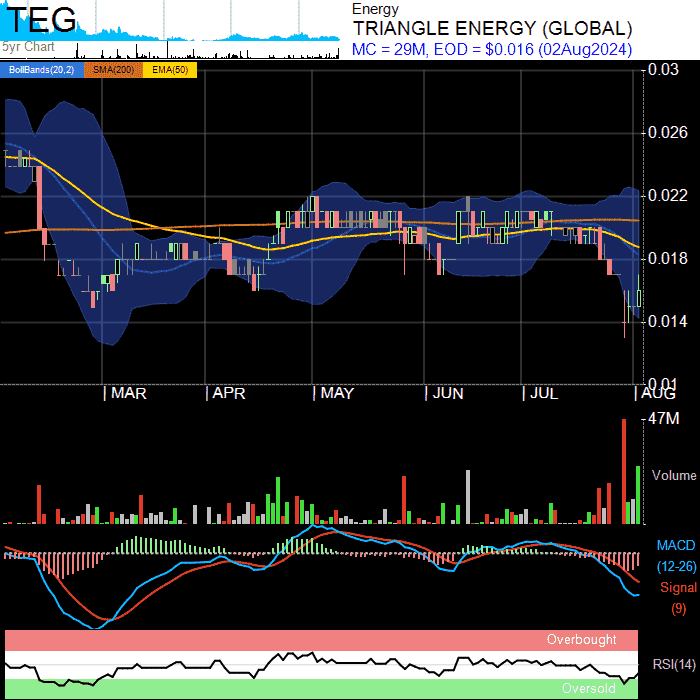 TEG
5yr Chart
Energy
TRIANGLE ENERGY (GLOBAL)
MC = 29M, EOD = $0.016 (02Aug2024)
BollBands(20,2) SMA(200) EMA(50)
0.03
0.026
0.022
0.018
0.014
0.01
MAR APR MAY JUN JUL AUG
47M
Volume
MACD
(12-26)
Signal
(9)
Overbought
RSI(14)
Oversold